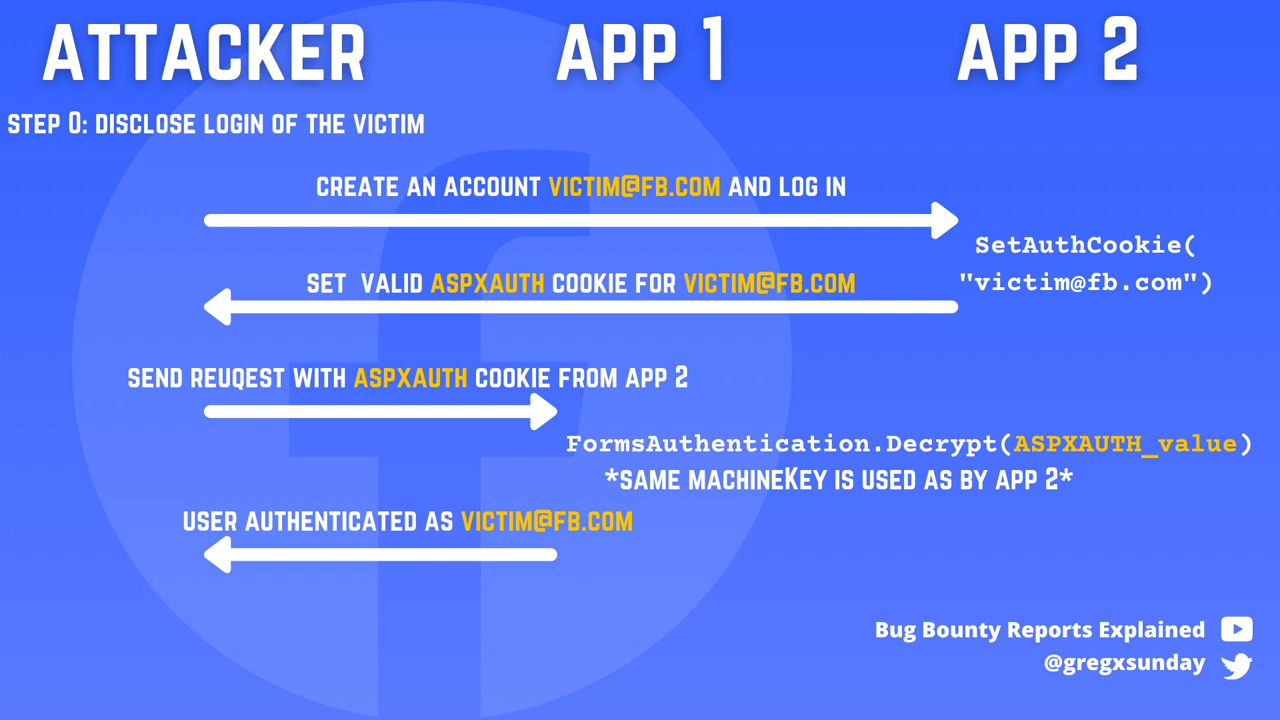 ATTACKER APP 1 APP 2
STEP 0: DISCLOSE LOGIN OF THE VICTIM
CREATE AN ACCOUNT VICTIM@FB.COM AND LOG IN
SetAuthCookie(
"victim@fb.com")
SET VALID ASPXAUTH COOKIE FOR VICTIM@FB.COM
SEND REUQEST WITH ASPXAUTH COOKIE FROM APP 2
FormsAuthentication.Decrypt(ASPXAUTH_value)
*SAME MACHINEKEY IS USED AS BY APP 2*
USER AUTHENTICATED AS VICTIM@FB.COM
Bug Bounty Reports Explained
@gregxsunday